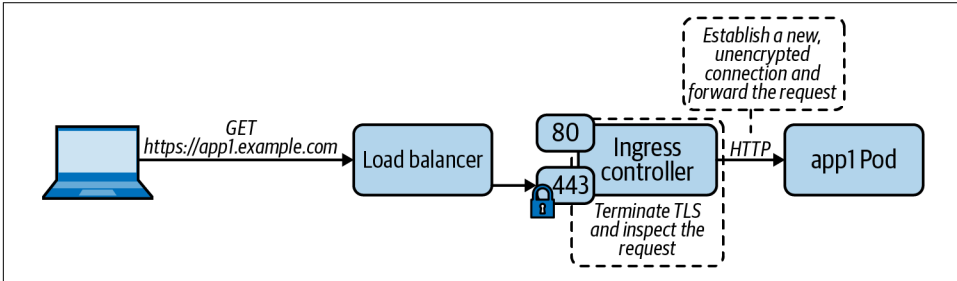 GET
https://app1.example.com
Load balancer
80
443
Ingress
controller
Terminate TLS
and inspect the
request
HTTP
Establish a new,
unencrypted
connection and
forward the request
app1 Pod